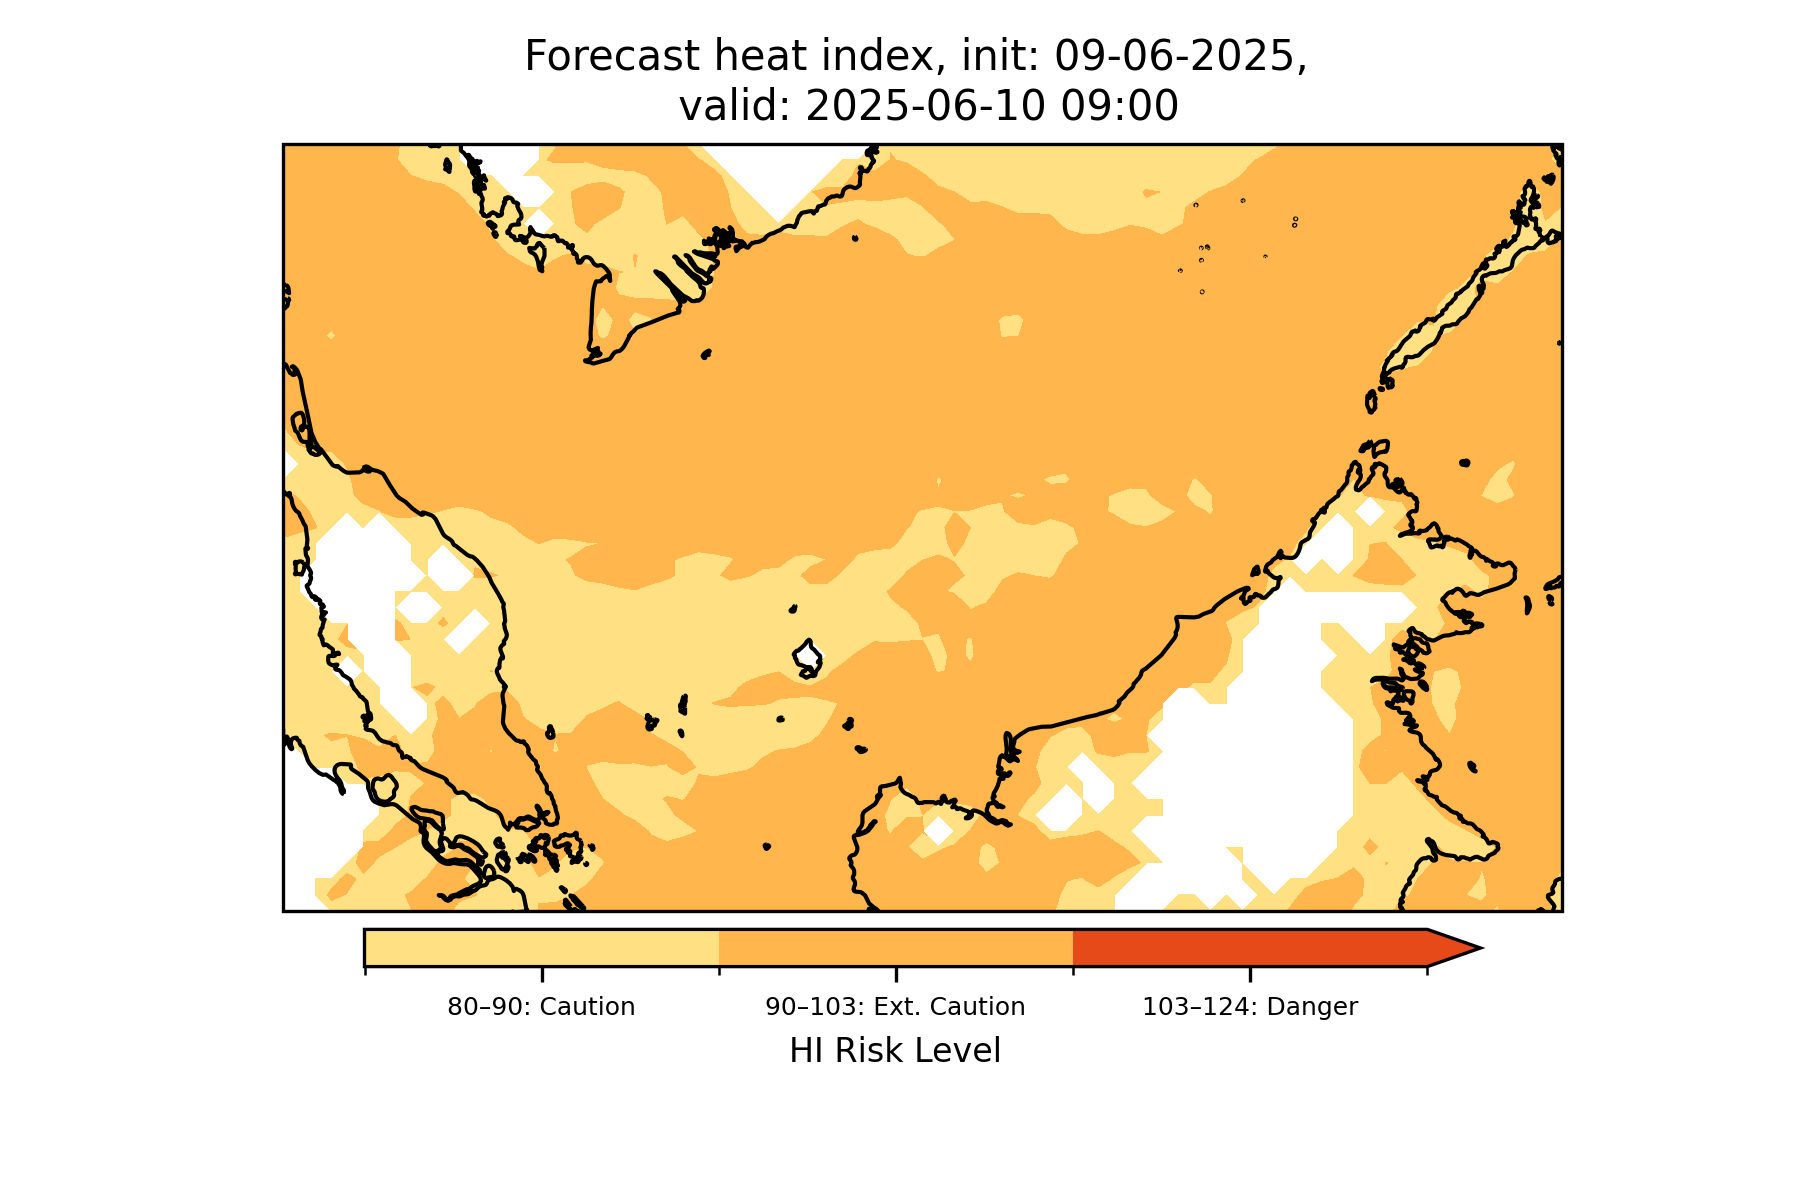 Forecast heat index, init: 09-06-2025,
valid: 2025-06-10 09:00
80–90: Caution
90–103: Ext. Caution
103–124: Danger
HI Risk Level